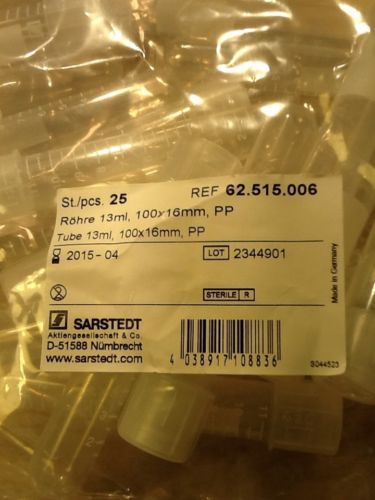 St./pcs. 25 REF 62.515.006
Röhre 13ml, 100x16mm, PP
Tube 13ml, 100x16mm, PP
2015 - 04 LOT 2344901
STERILE R
Made in Germany
SARSTEDT
Aktiengesellschaft & Co.
D-51588 Nümbrecht
www.sarstedt.com
4 038917 108836